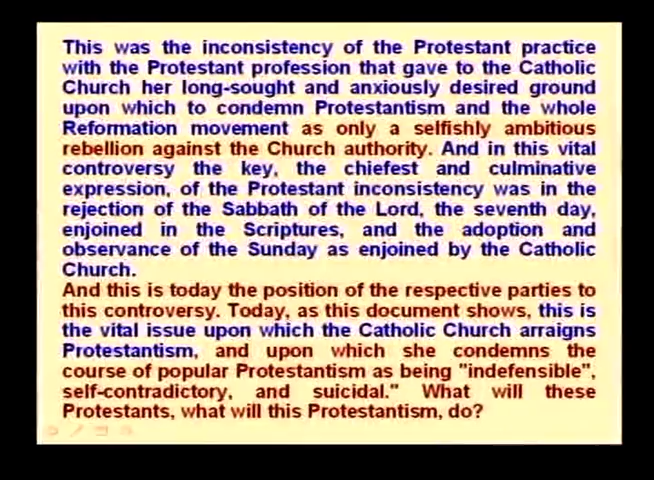 This was the inconsistency of the Protestant practice
with the Protestant profession that gave to the Catholic
Church her long-sought and anxiously desired ground
upon which to condemn Protestantism and the whole
Reformation movement as only a selfishly ambitious
rebellion against the Church authority. And in this vital
controversy the key, the chiefest and culminative
expression, of the Protestant inconsistency was in the
rejection of the Sabbath of the Lord, the seventh day,
enjoined in the Scriptures, and the adoption and
observance of the Sunday as enjoined by the Catholic
Church.
And this is today the position of the respective parties to
this controversy. Today, as this document shows, this is
the vital issue upon which the Catholic Church arraigns
Protestantism, and upon which she condemns the
course of popular Protestantism as being "indefensible",
self-contradictory, and suicidal." What will these
Protestants, what will this Protestantism, do?